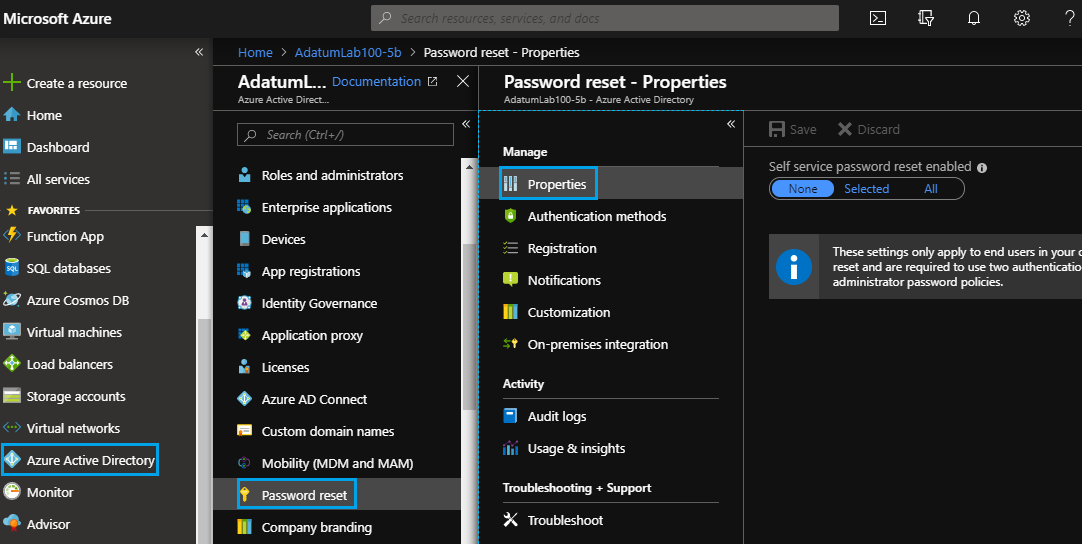 Microsoft Azure
Search resources, services, and docs
Create a resource
Home
Dashboard
All services
FAVORITES
Function App
SQL databases
Azure Cosmos DB
Virtual machines
Load balancers
Storage accounts
Virtual networks
Azure Active Directory
Monitor
Advisor
Home > AdatumLab100-5b > Password reset - Properties
AdatumL... Documentation
Azure Active Direct...
Search (Ctrl+/)
Roles and administrators
Enterprise applications
Devices
App registrations
Identity Governance
Application proxy
Licenses
Azure AD Connect
Custom domain names
Mobility (MDM and MAM)
Password reset
Company branding
Password reset - Properties
AdatumLab100-5b - Azure Active Directory
Manage
Properties
Authentication methods
Registration
Notifications
Customization
On-premises integration
Activity
Audit logs
Usage & insights
Troubleshooting + Support
Troubleshoot
Save Discard
Self service password reset enabled
None Selected All
These settings only apply to end users in your
reset and are required to use two authentication
administrator password policies.